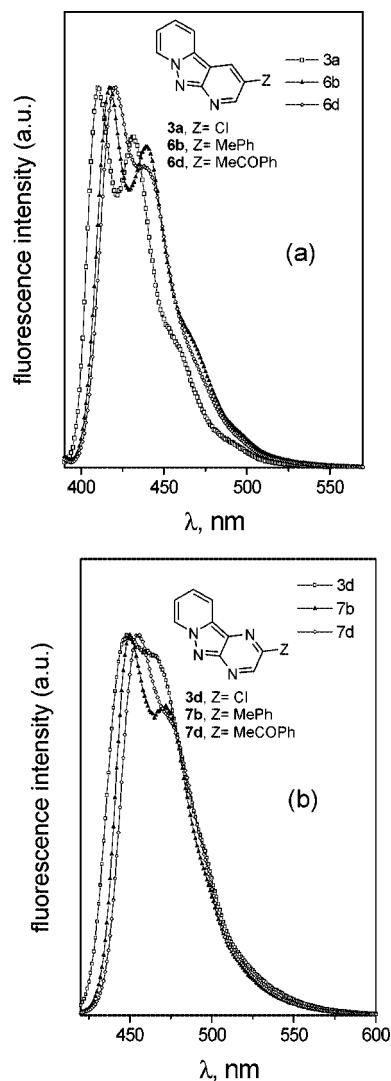 N
N
N
Z
3a
6b
6d
3a, Z= Cl
6b, Z= MePh
6d, Z= MeCOPh
(a)
fluorescence intensity (a.u.)
400 450 500 550
λ, nm
N
N
N
N
Z
3d
7b
7d
3d, Z= Cl
7b, Z= MePh
7d, Z= MeCOPh
(b)
fluorescence intensity (a.u.)
450 500 550 600
λ, nm